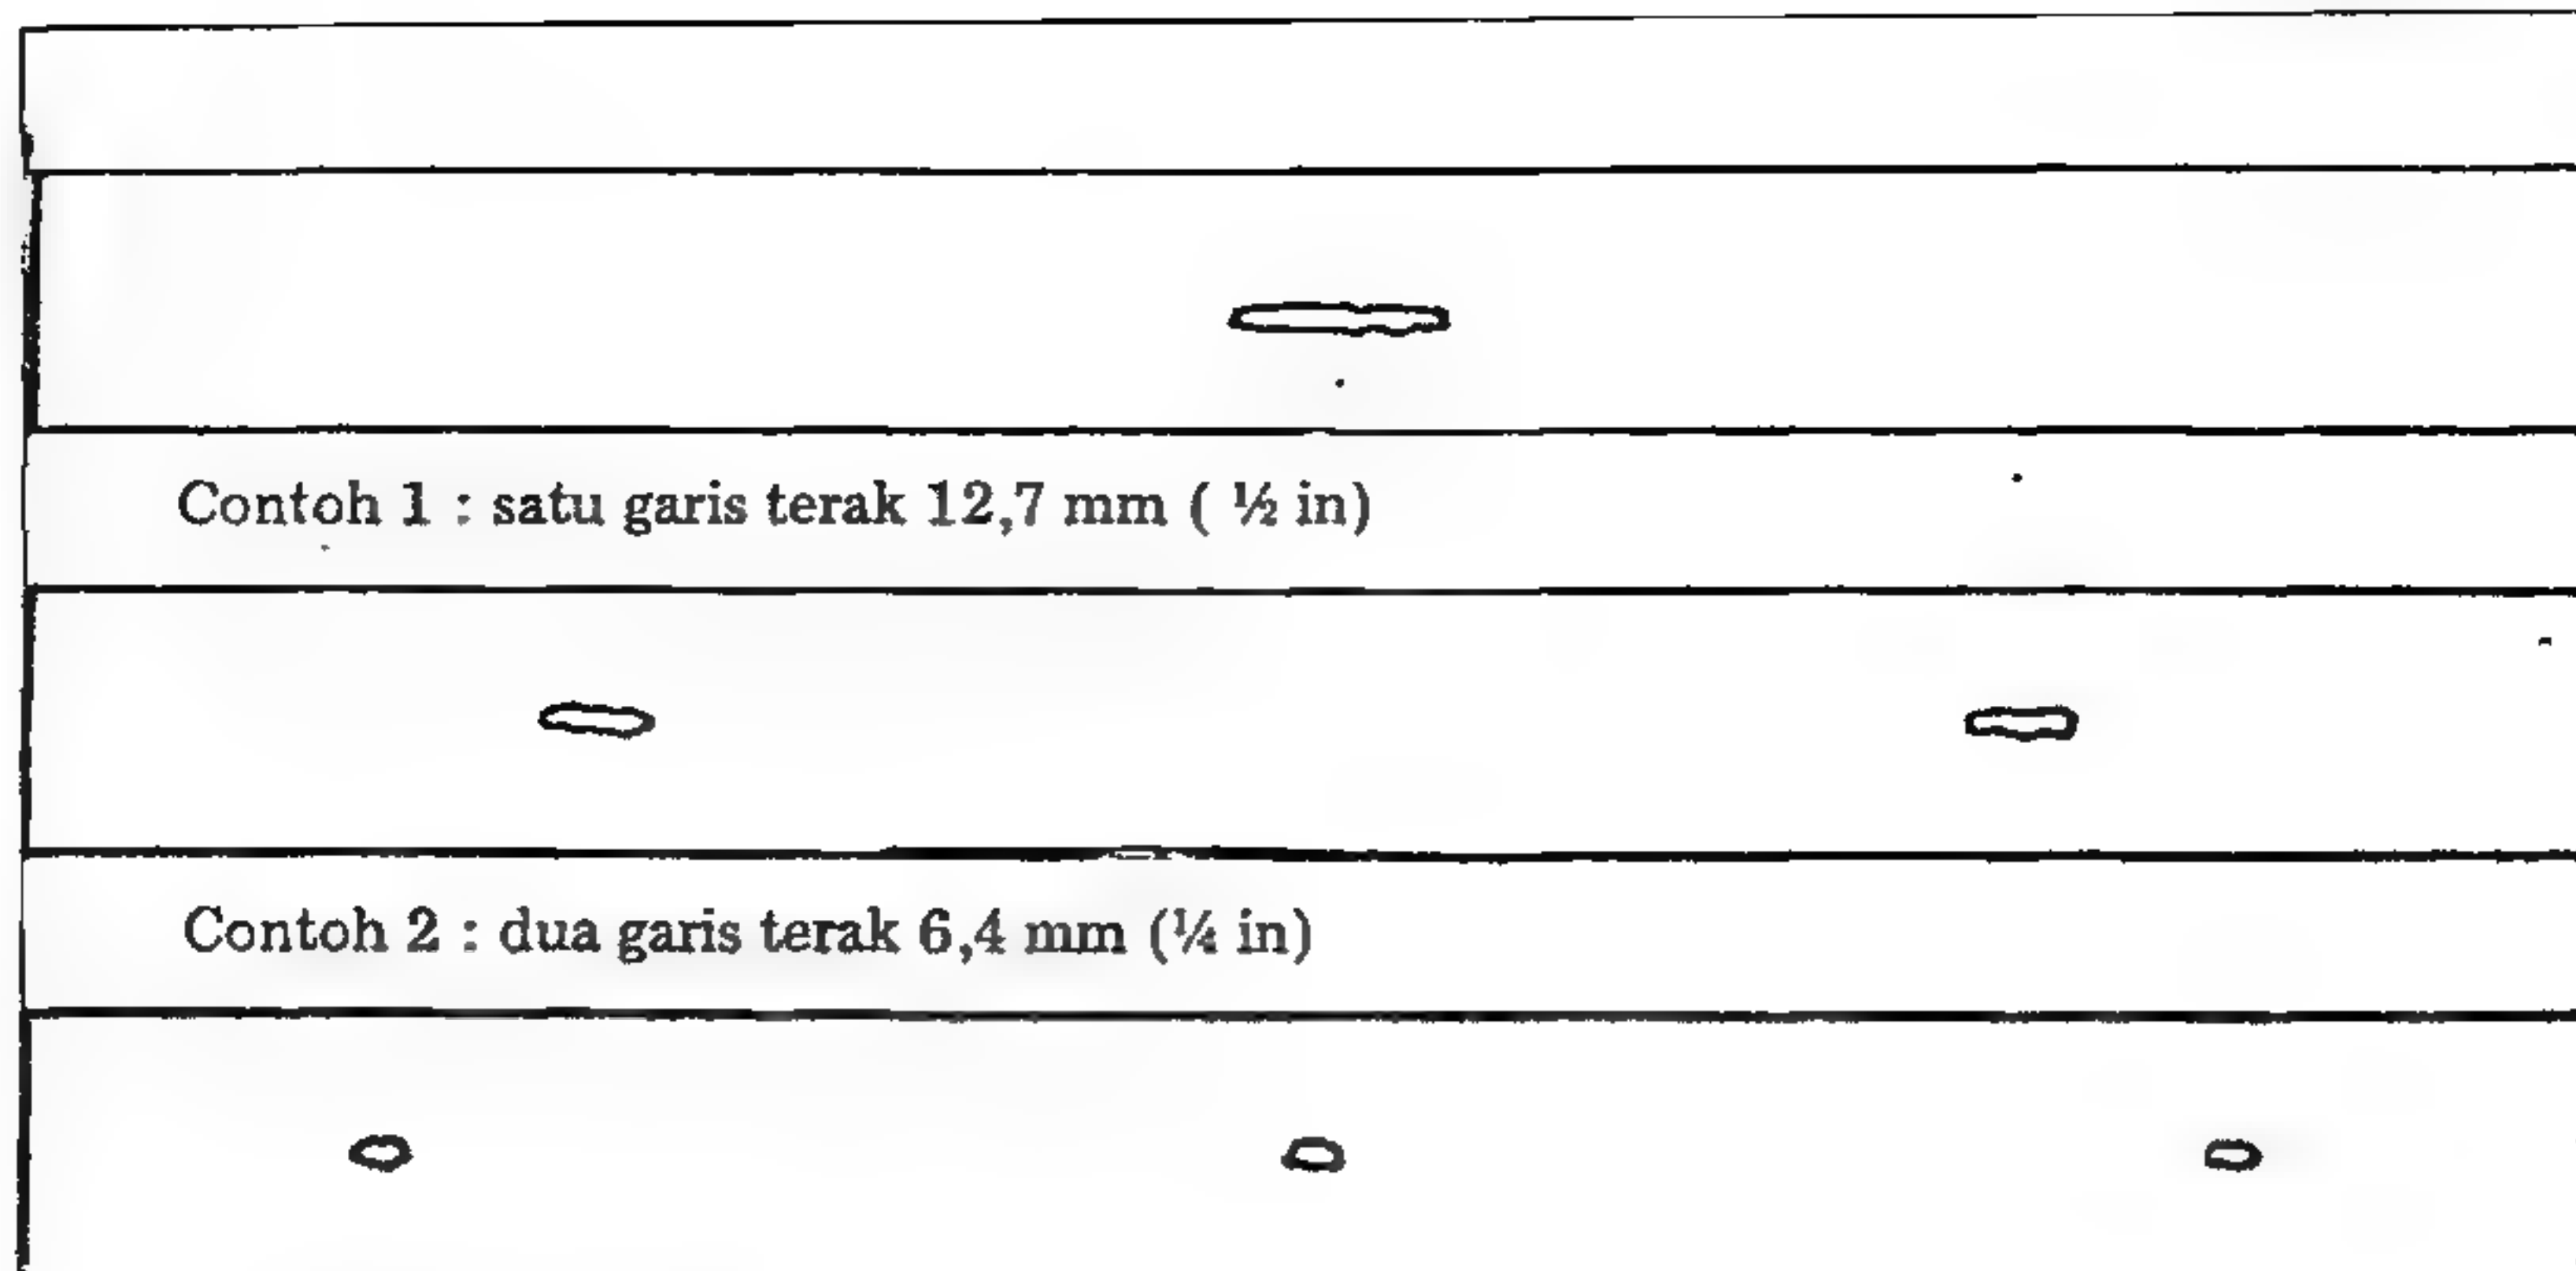 Contoh 1 : satu garis terak 12,7 mm ( ½ in)
Contoh 2 : dua garis terak 6,4 mm (¼ in)